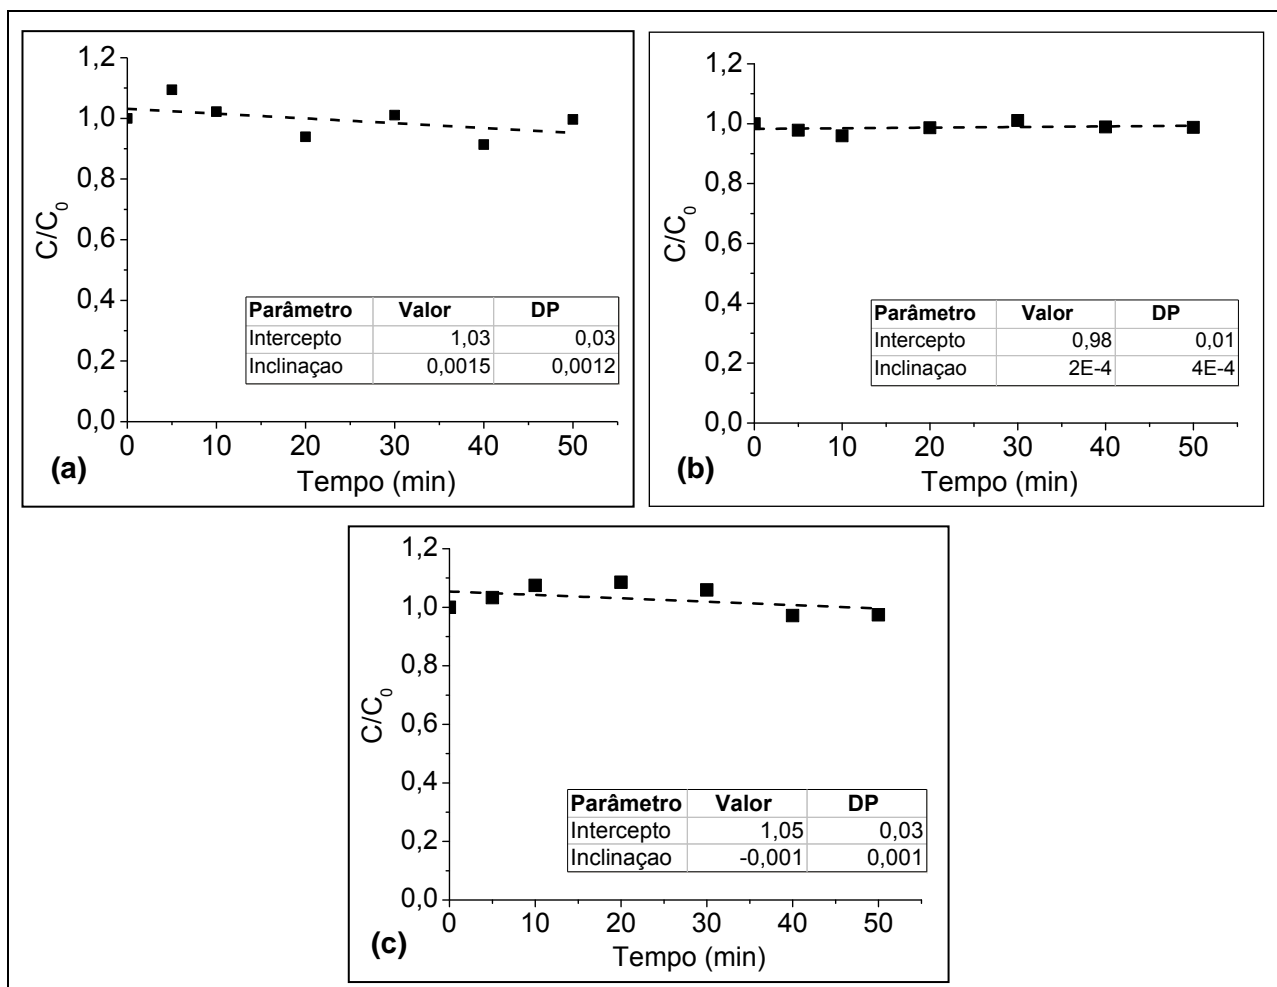 1,2
1,0
0,8
0,6
0,4
0,2
0,0
C/C0
Parâmetro Valor DP
Intercepto 1,03 0,03
Inclinaçao 0,0015 0,0012
0 10 20 30 40 50
(a)
Tempo (min)
1,2
1,0
0,8
0,6
0,4
0,2
0,0
C/C0
Parâmetro Valor DP
Intercepto 0,98 0,01
Inclinaçao 2E-4 4E-4
0 10 20 30 40 50
(b)
Tempo (min)
1,2
1,0
0,8
0,6
0,4
0,2
0,0
C/C0
Parâmetro Valor DP
Intercepto 1,05 0,03
Inclinaçao -0,001 0,001
0 10 20 30 40 50
(c)
Tempo (min)